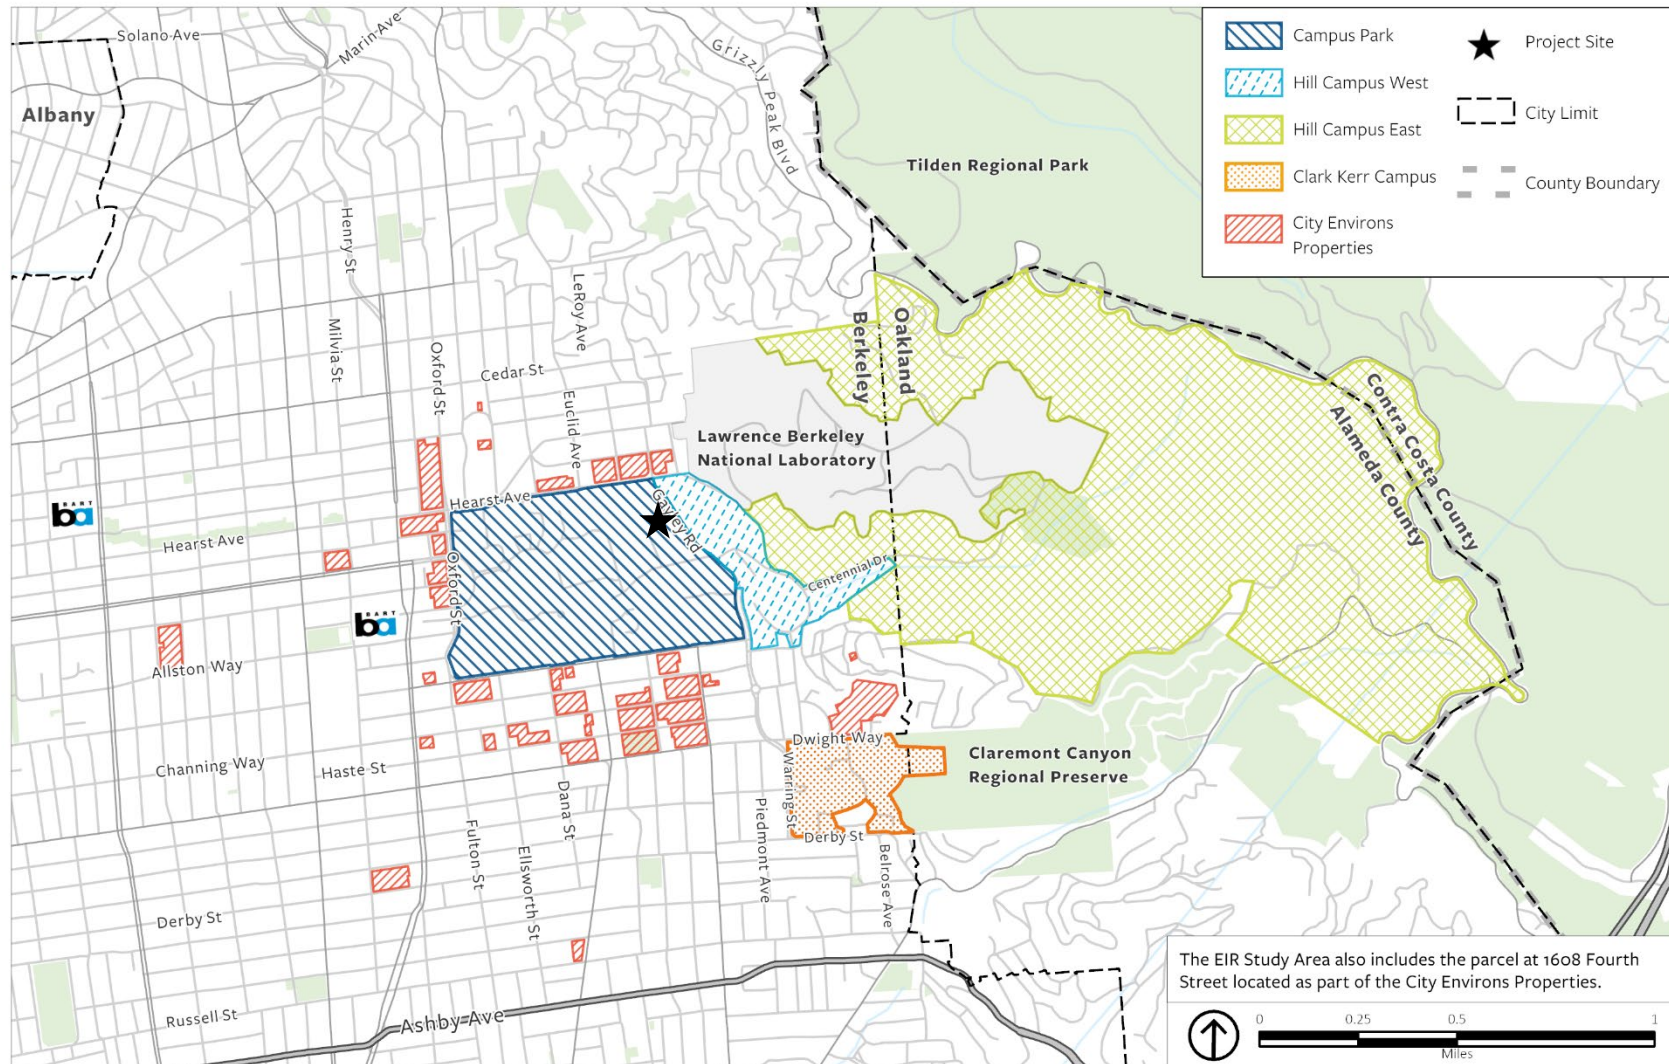 Solano Ave
Marin Ave
Grizzly Peak Blvd
Albany
Tilden Regional Park
Henry St
Milvia St
Oxford St
LeRoy Ave
Cedar St
Euclid Ave
Berkeley
Oakland
Contra Costa County
Alameda County
Lawrence Berkeley
National Laboratory
BART
ba
Hearst Ave
Hearst Ave
Gayley Rd
Oxford St
Centennial Dr
BART
ba
Allston Way
Channing Way
Haste St
Dwight Way
Claremont Canyon
Regional Preserve
Warring St
Dana St
Piedmont Ave
Derby St
Fulton St
Ellsworth St
Belrose Ave
Derby St
Russell St
Ashby Ave
Campus Park
Hill Campus West
Hill Campus East
Clark Kerr Campus
City Environs
Properties
Project Site
City Limit
County Boundary
The EIR Study Area also includes the parcel at 1608 Fourth
Street located as part of the City Environs Properties.
0 0.25 0.5 1
Miles